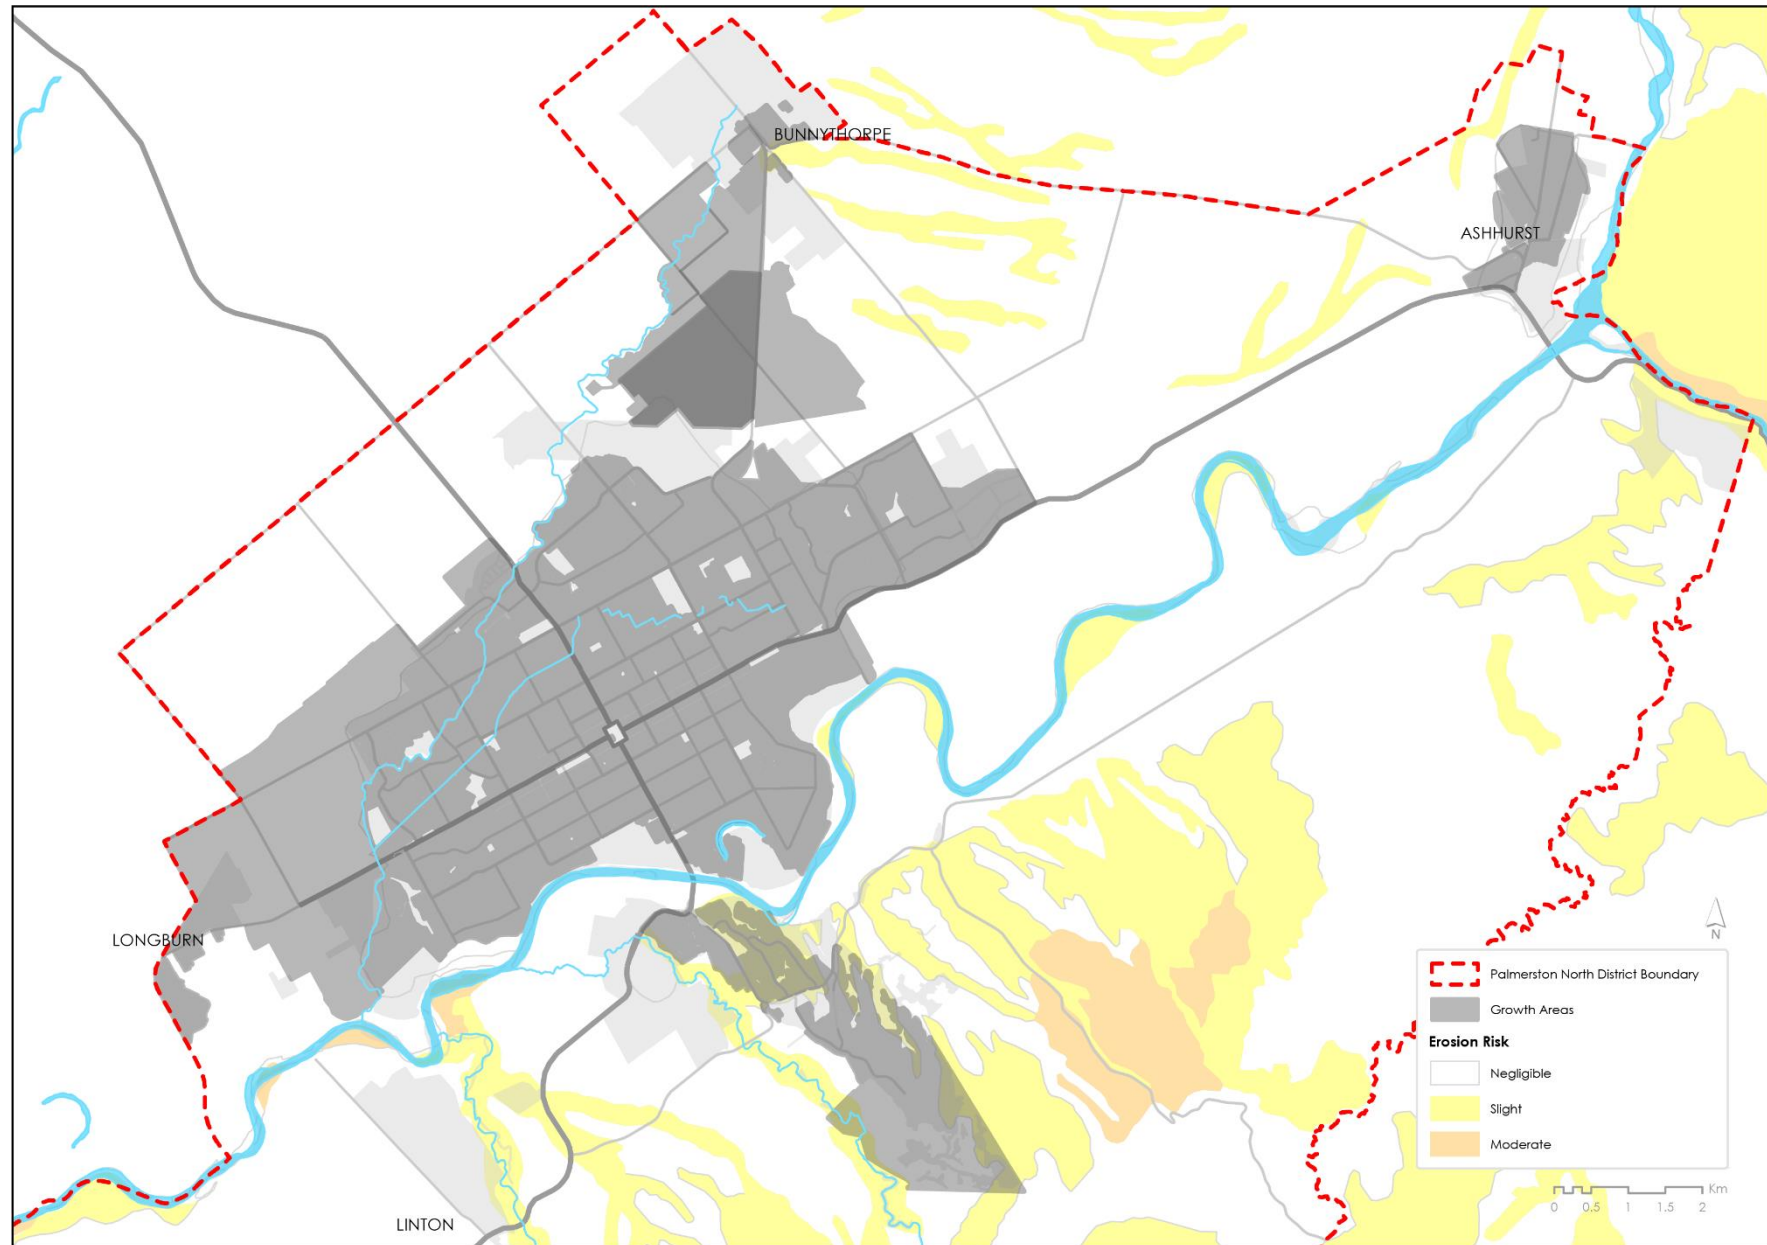 BUNNYTHORPE
ASHHURST
LONGBURN
LINTON
N
Palmerston North District Boundary
Growth Areas
Erosion Risk
Negligible
Slight
Moderate
Km
0 0.5 1 1.5 2